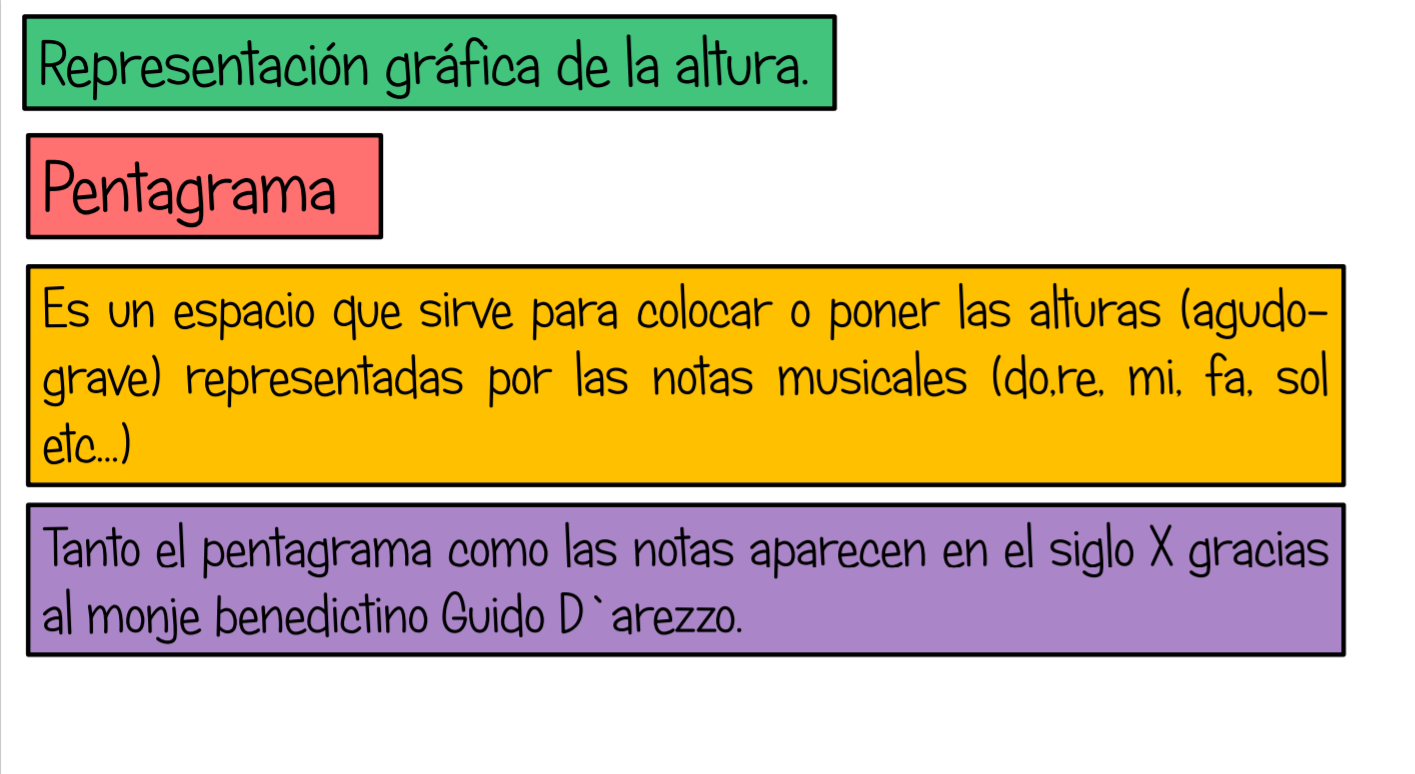 Representación gráfica de la altura.
Pentagrama
Es un espacio que sirve para colocar o poner las alturas (agudo-
grave) representadas por las notas musicales (do,re, mi, fa, sol
etc...)
Tanto el pentagrama como las notas aparecen en el siglo X gracias
al monje benedictino Guido D`arezzo.